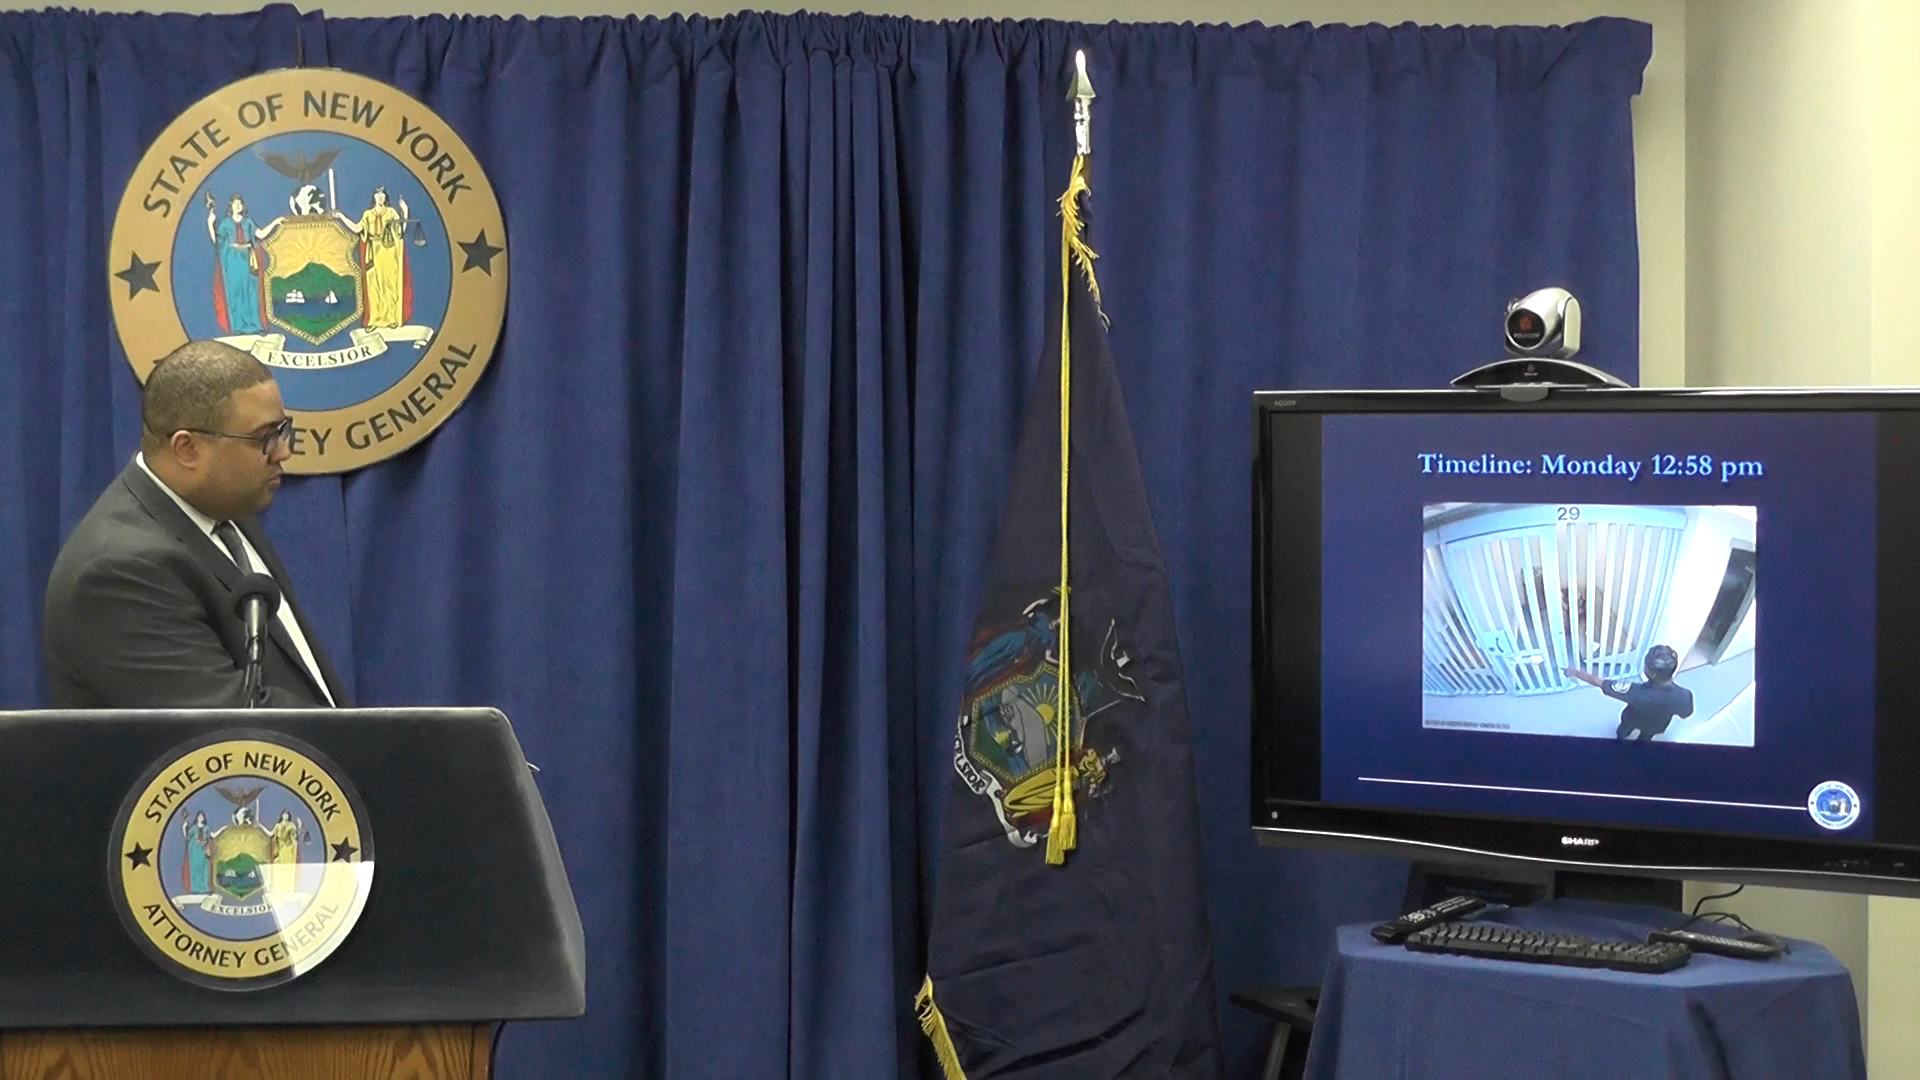 STATE OF NEW YORK
EXCELSIOR
EY GENERAL
STATE OF NEW YORK
EXCELSIOR
ATTORNEY GENERAL
Timeline: Monday 12:58 pm
29
SHARP